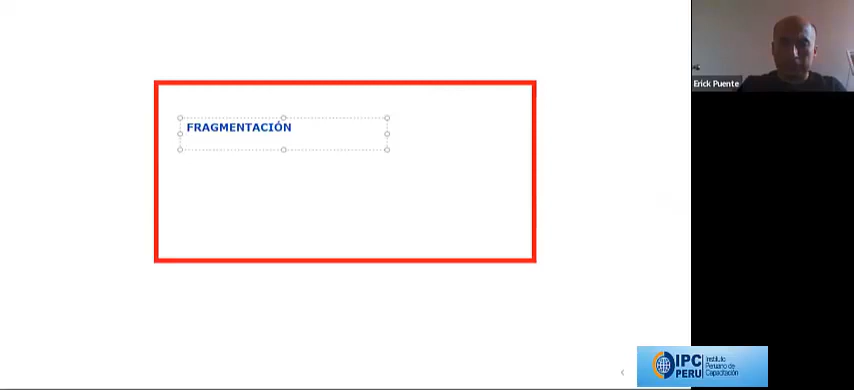 FRAGMENTACIÓN
Erick Puente
IPC
PERU
Instituto
Peruano de
Capacitación